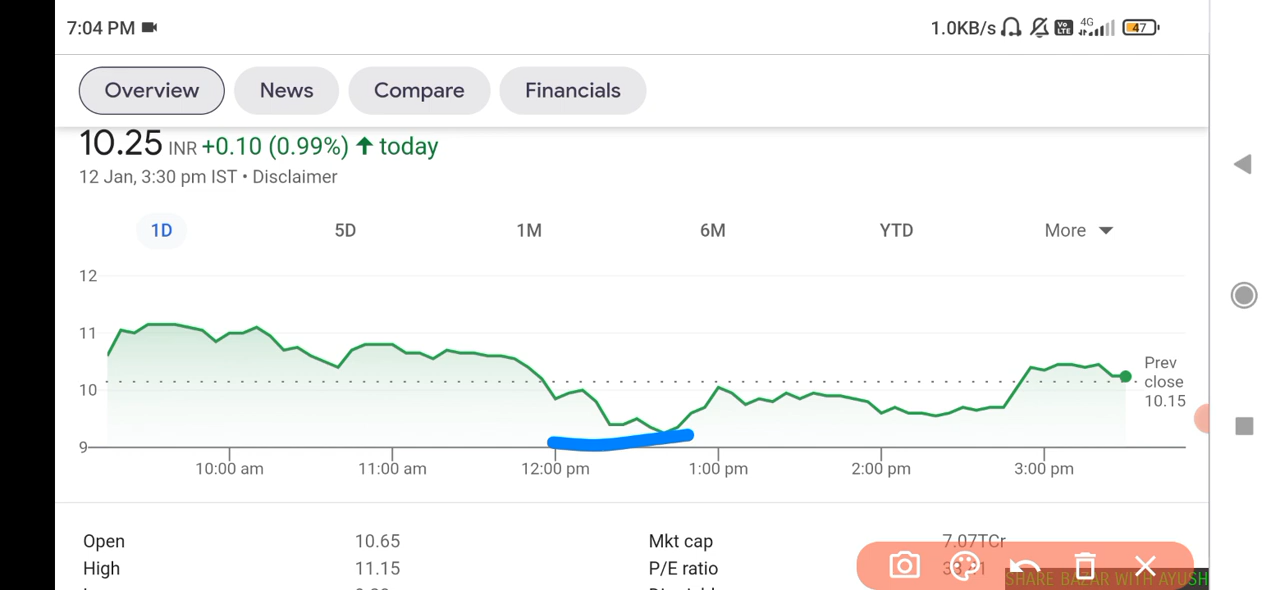 7:04 PM 1.0KB/s Vo LTE 4G 47
Overview News Compare Financials
10.25 INR +0.10 (0.99%) ↑ today
12 Jan, 3:30 pm IST • Disclaimer
1D 5D 1M 6M YTD More
12
11
10
9
Prev
close
10.15
10:00 am 11:00 am 12:00 pm 1:00 pm 2:00 pm 3:00 pm
Open 10.65 Mkt cap 7.07TCr
High 11.15 P/E ratio
SHARE BAZAR WITH AYUSH